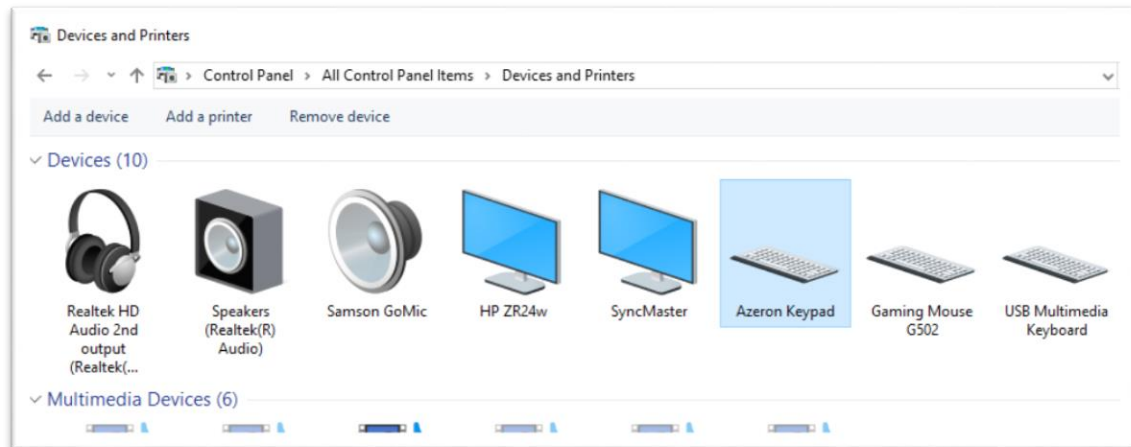 Devices and Printers
Control Panel > All Control Panel Items > Devices and Printers
Add a device Add a printer Remove device
Devices (10)
Realtek HD
Audio 2nd
output
(Realtek(...
Speakers
(Realtek(R)
Audio)
Samson GoMic
HP ZR24w
SyncMaster
Azeron Keypad
Gaming Mouse
G502
USB Multimedia
Keyboard
Multimedia Devices (6)